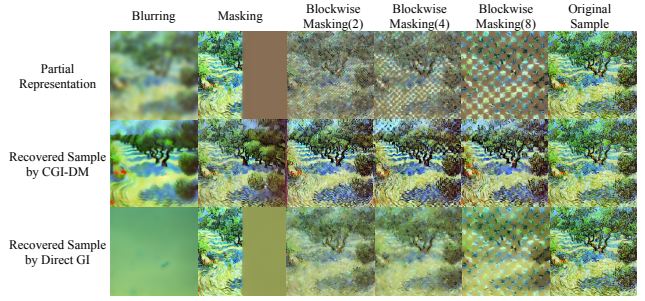 Blurring
Masking
Blockwise
Masking(2)
Blockwise
Masking(4)
Blockwise
Masking(8)
Original
Sample
Partial
Representation
Recovered Sample
by CGI-DM
Recovered Sample
by Direct GI